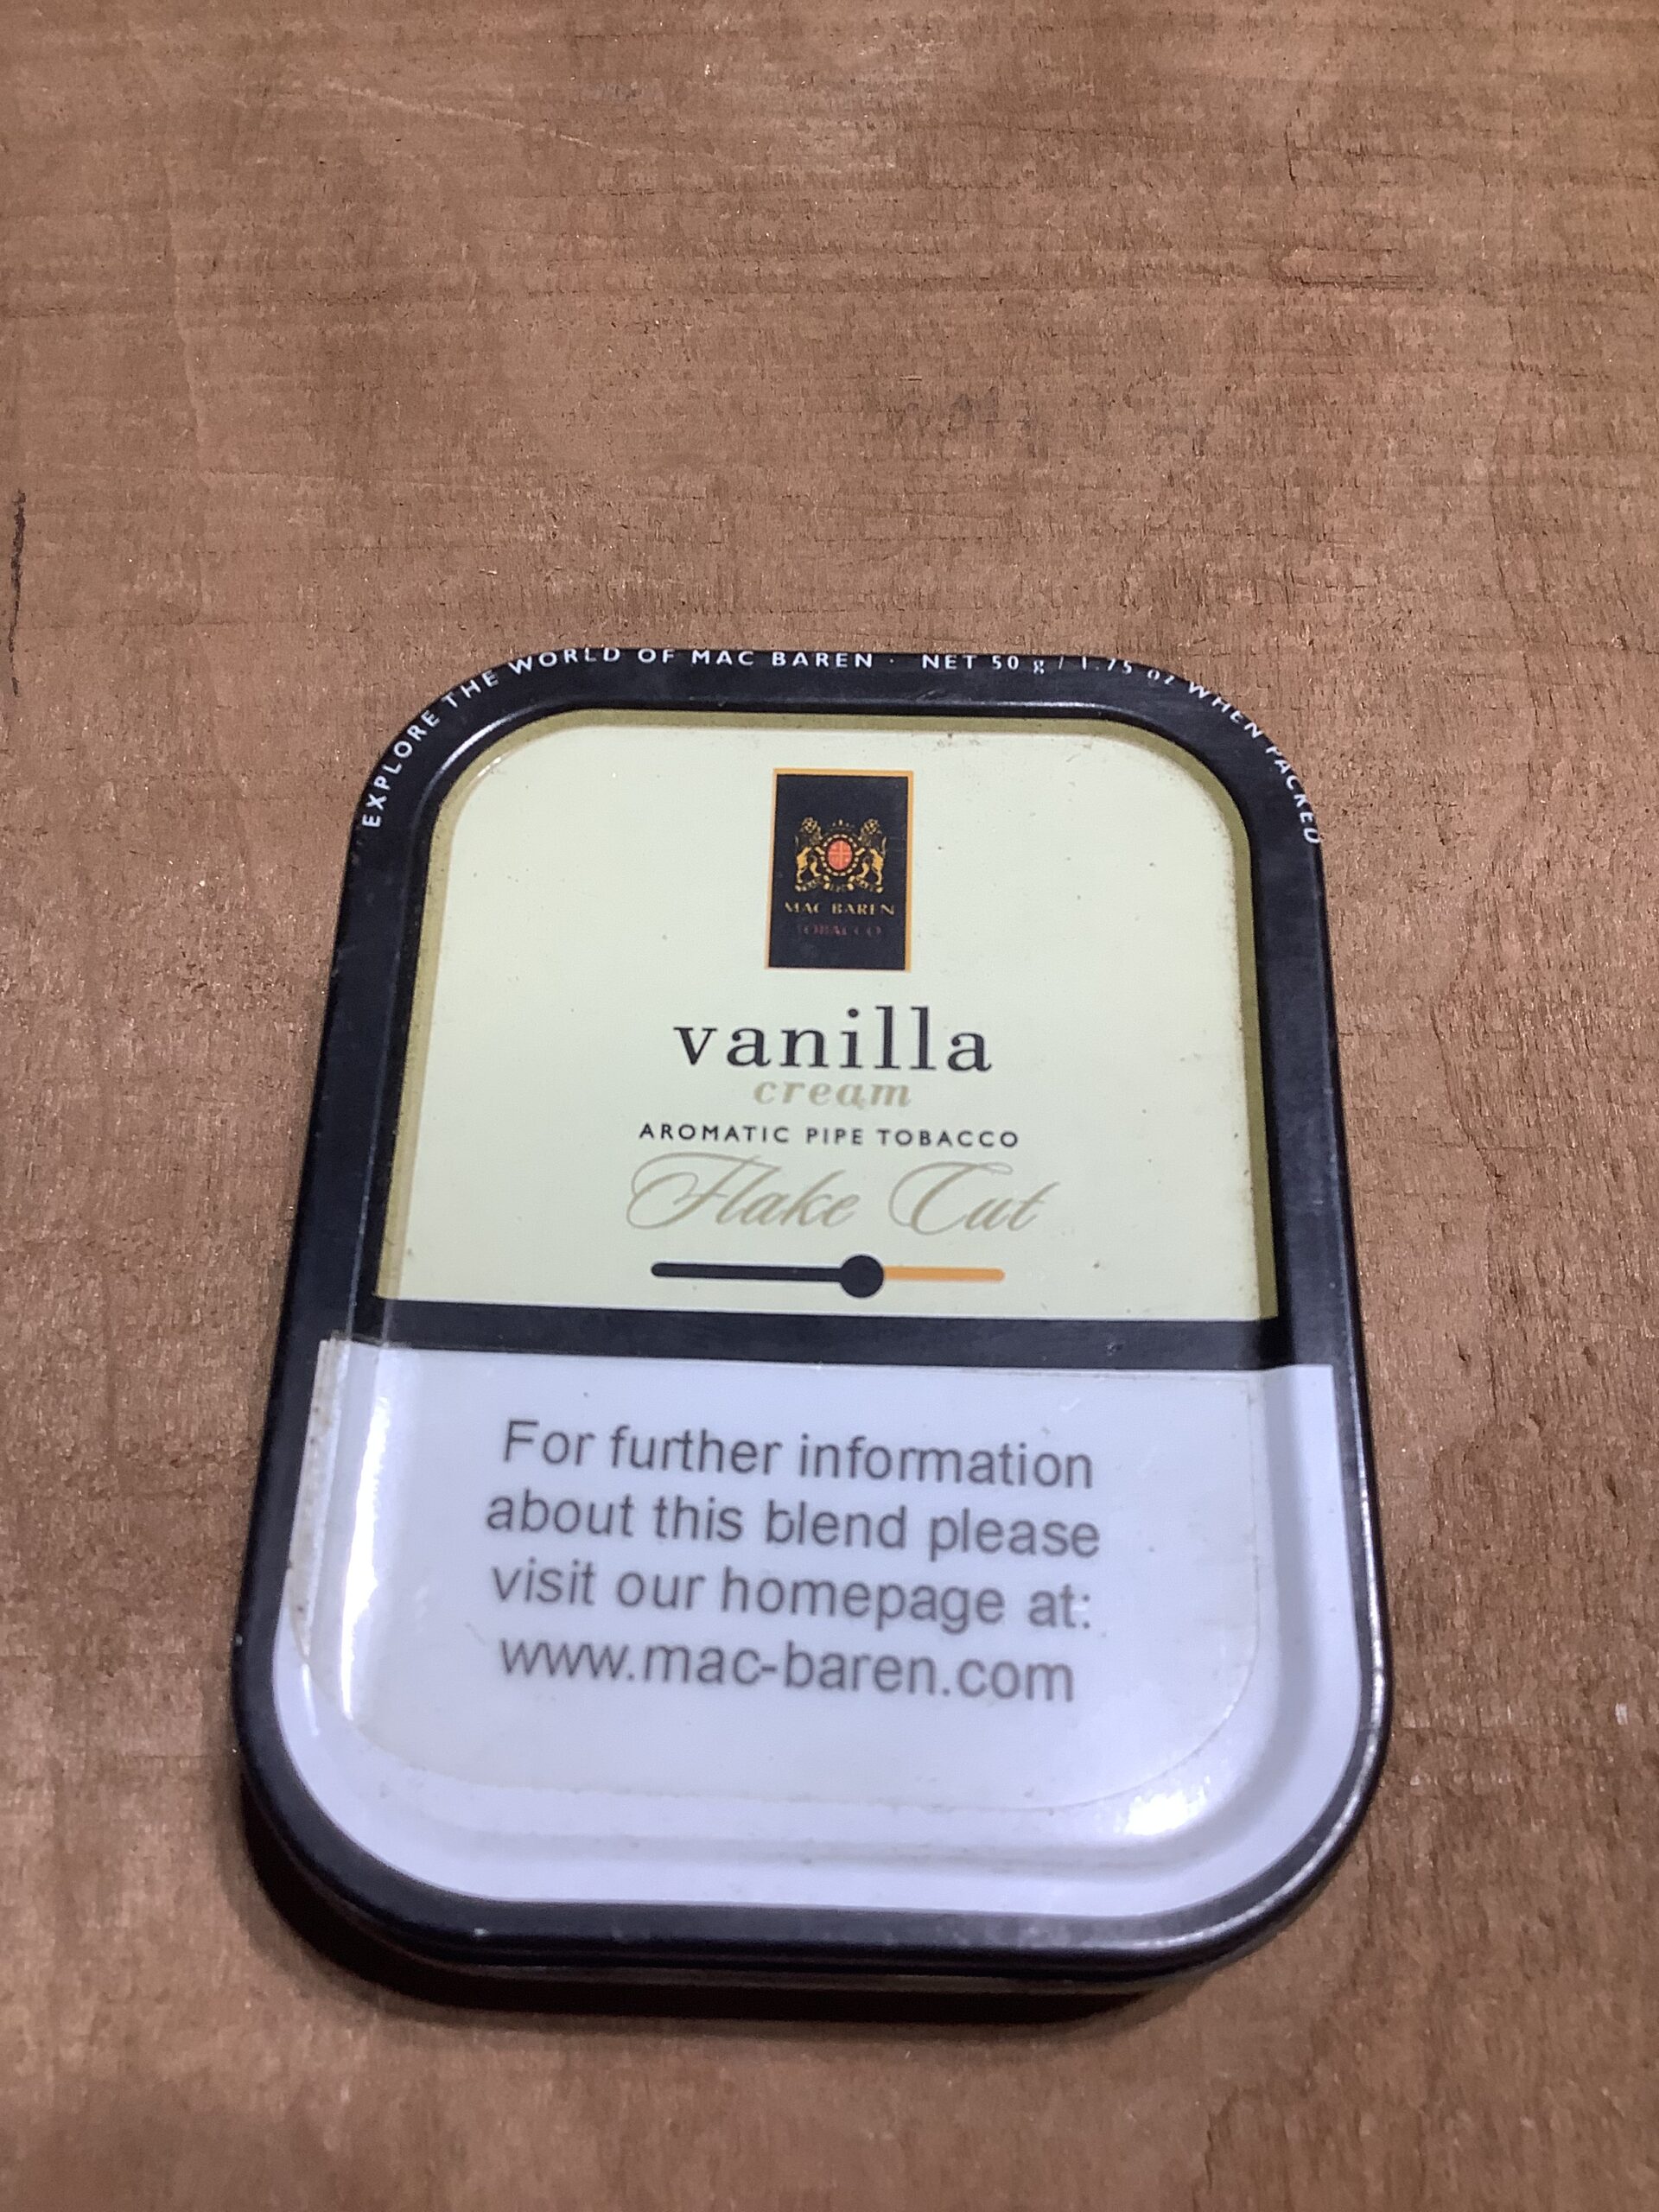 EXPLORE THE WORLD OF MAC BAREN · NET 50 g / 1.75 oz WHEN PACKED
MAC BAREN
TOBACCO
vanilla
cream
AROMATIC PIPE TOBACCO
Flake Cut
For further information
about this blend please
visit our homepage at:
www.mac-baren.com